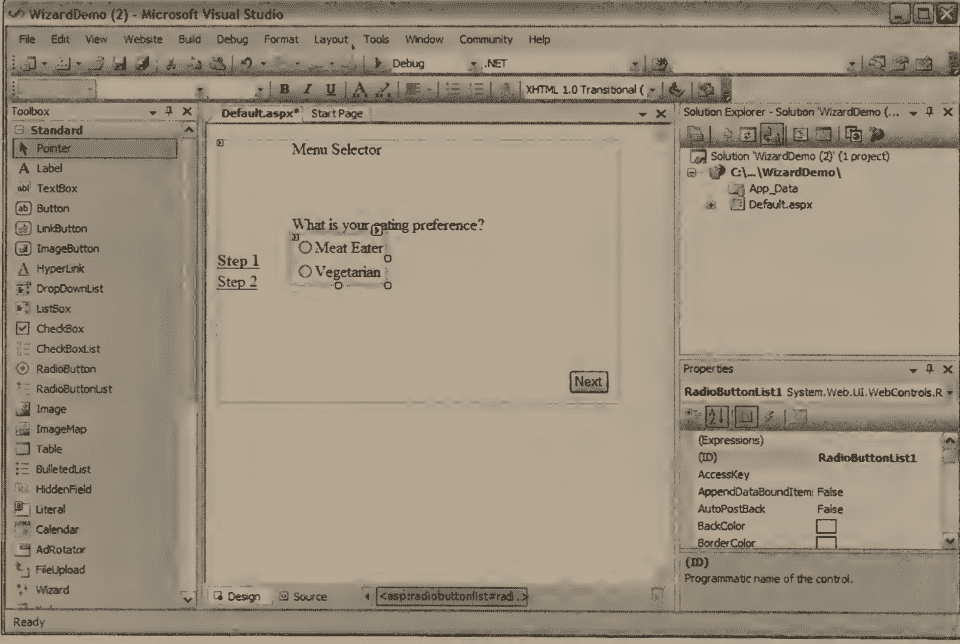 WizardDemo (2) - Microsoft Visual Studio
File Edit View Website Build Debug Format Layout Tools Window Community Help
Debug .NET
B I U A XHTML 1.0 Transitional (
Toolbox
Default.aspx* Start Page
Solution Explorer - Solution 'WizardDemo (...
Standard
Pointer
A Label
abl TextBox
ab Button
LinkButton
ImageButton
A HyperLink
DropDownList
ListBox
CheckBox
CheckBoxList
RadioButton
RadioButtonList
Image
ImageMap
Table
BulletedList
HiddenField
Literal
Calendar
AdRotator
FileUpload
Wizard
Menu Selector
What is your eating preference?
Meat Eater
Vegetarian
Step 1
Step 2
Next
Design Source <asp:radiobuttonlist#radi...>
Solution 'WizardDemo (2)' (1 project)
C:\...\WizardDemo\
App_Data
Default.aspx
Properties
RadioButtonList1 System.Web.UI.WebControls.R
(Expressions)
(ID) RadioButtonList1
AccessKey
AppendDataBoundItem: False
AutoPostBack False
BackColor
BorderColor
(ID)
Programmatic name of the control.
Ready